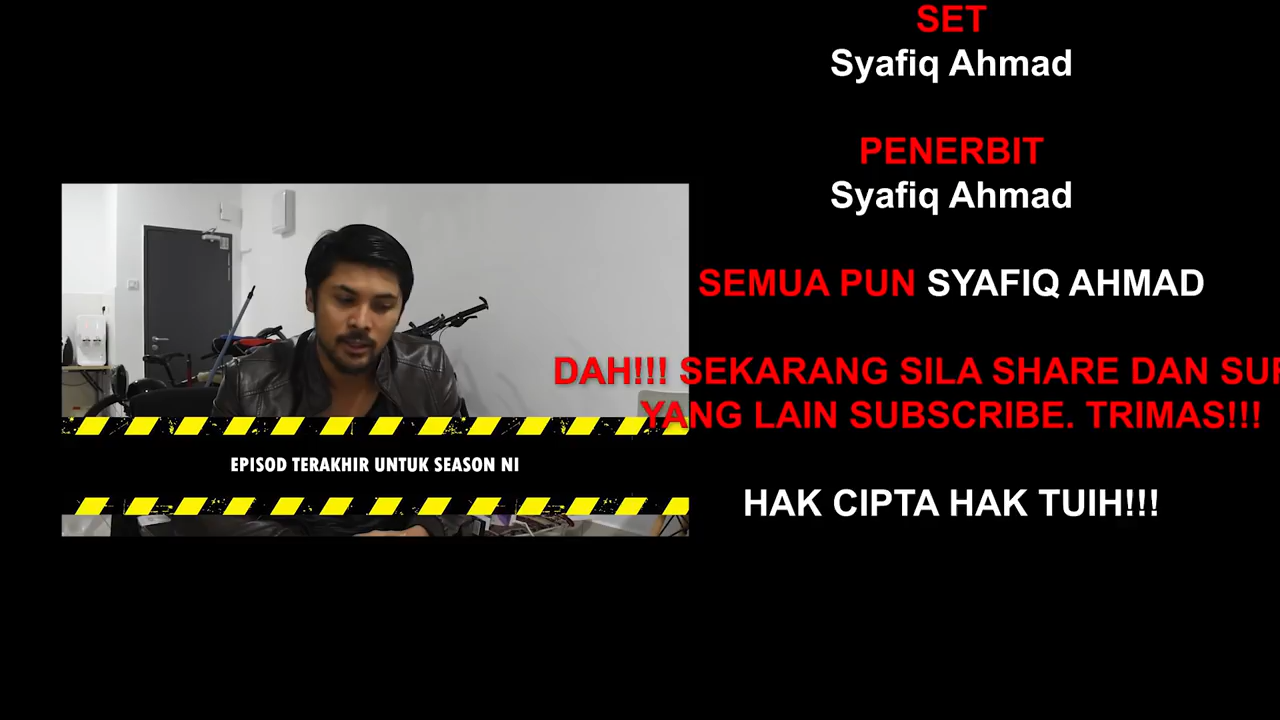 SET
Syafiq Ahmad
PENERBIT
Syafiq Ahmad
SEMUA PUN SYAFIQ AHMAD
DAH!!! SEKARANG SILA SHARE DAN
YANG LAIN SUBSCRIBE. TRIMAS!!!
HAK CIPTA HAK TUIH!!!
EPISOD TERAKHIR UNTUK SEASON NI